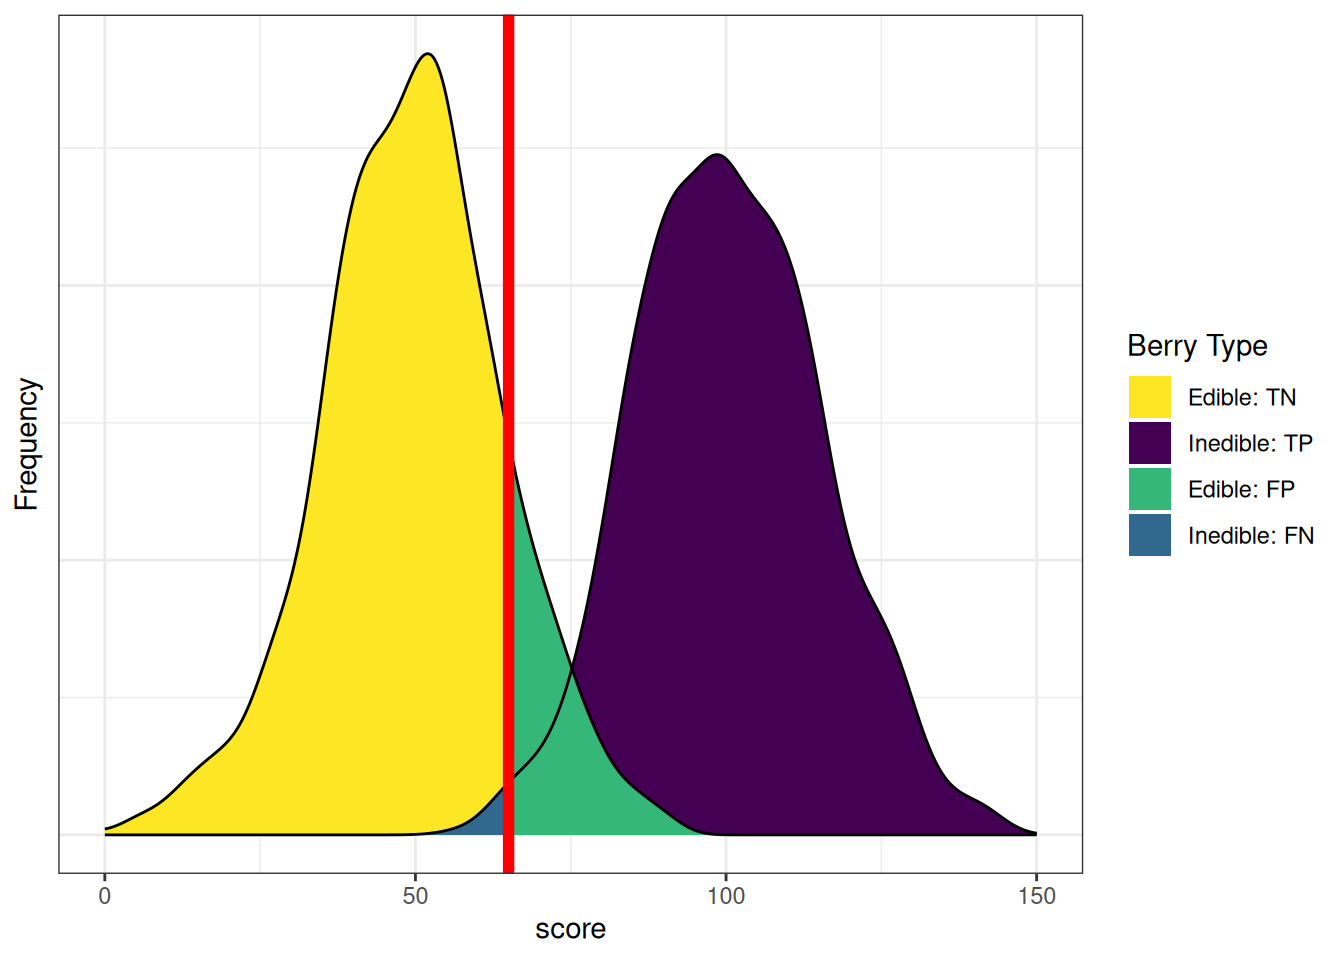 Frequency
0
50
100
150
score
Berry Type
Edible: TN
Inedible: TP
Edible: FP
Inedible: FN